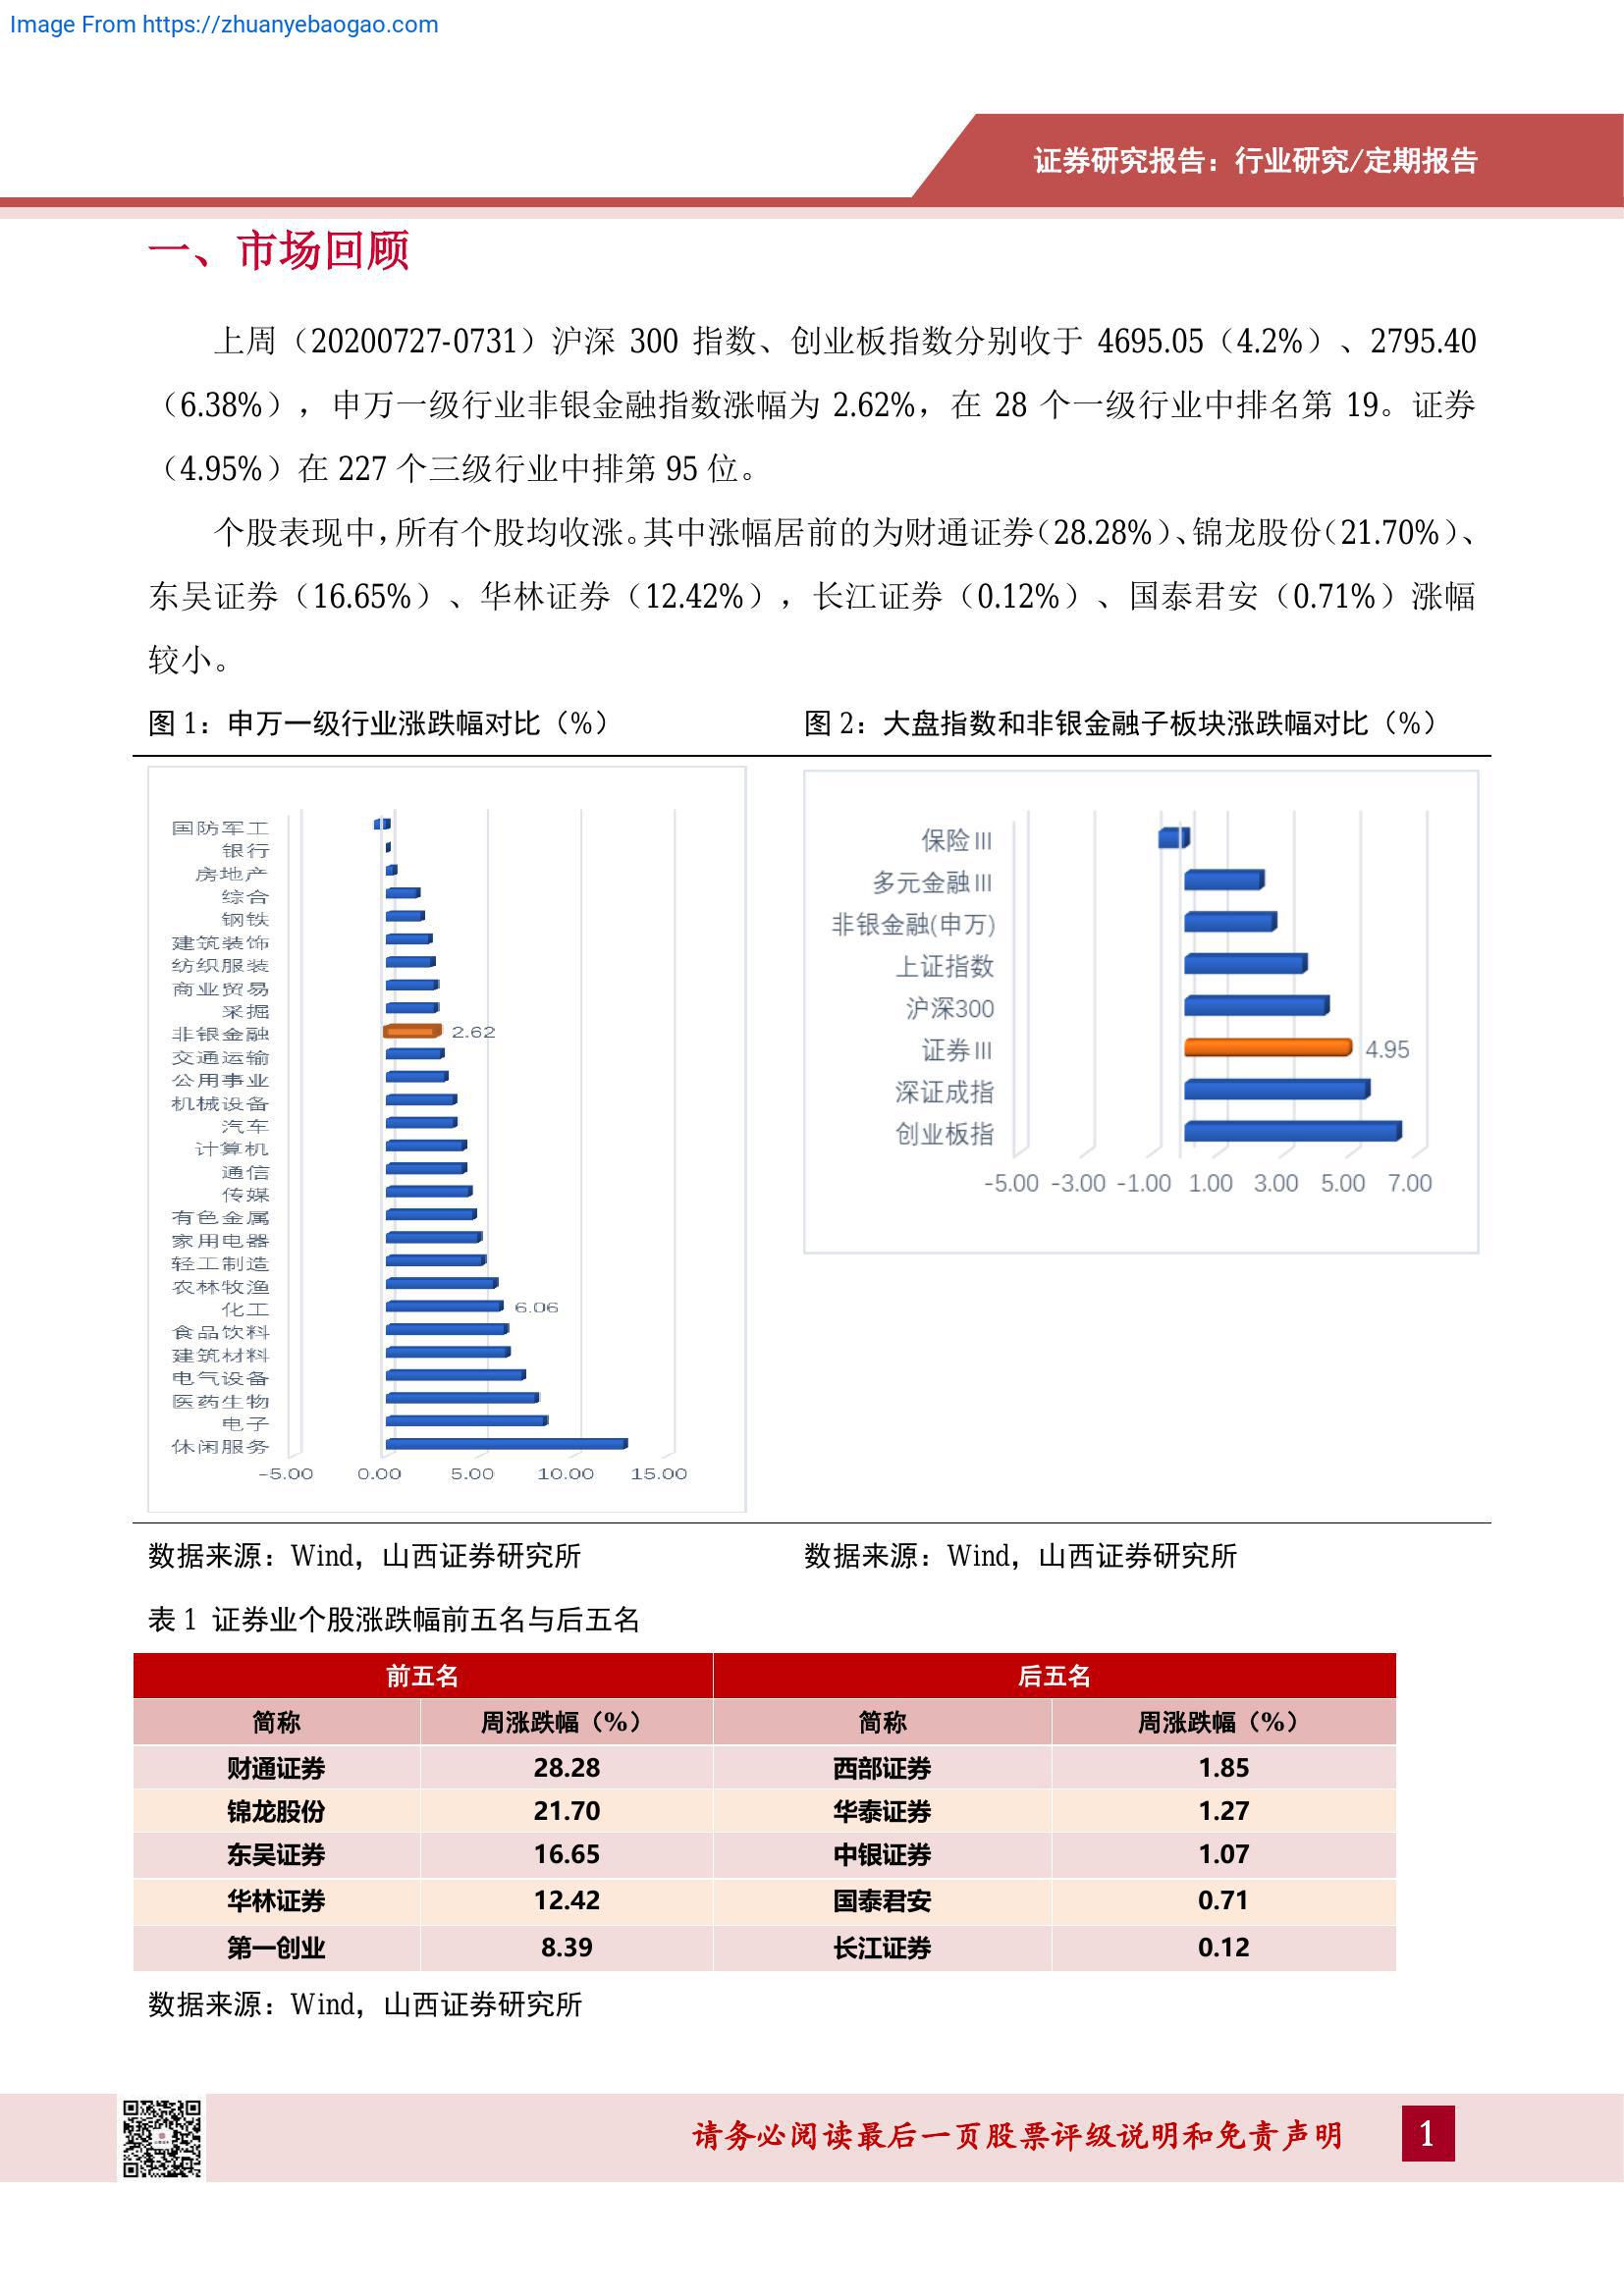 Image From https://zhuanyebaogao.com
证券研究报告：行业研究/定期报告
一、市场回顾
上周（20200727-0731）沪深 300 指数、创业板指数分别收于 4695.05（4.2%）、2795.40
（6.38%），申万一级行业非银金融指数涨幅为 2.62%，在 28 个一级行业中排名第 19。证券
（4.95%）在 227 个三级行业中排第 95 位。
个股表现中，所有个股均收涨。其中涨幅居前的为财通证券（28.28%）、锦龙股份（21.70%）、
东吴证券（16.65%）、华林证券（12.42%），长江证券（0.12%）、国泰君安（0.71%）涨幅
较小。
图 1：申万一级行业涨跌幅对比（%）
国防军工
银行
房地产
综合
钢铁
建筑装饰
纺织服装
商业贸易
采掘
非银金融 2.62
交通运输
公用事业
机械设备
汽车
计算机
通信
传媒
有色金属
家用电器
轻工制造
农林牧渔
化工 6.06
食品饮料
建筑材料
电气设备
医药生物
电子
休闲服务
-5.00 0.00 5.00 10.00 15.00
数据来源：Wind，山西证券研究所
图 2：大盘指数和非银金融子板块涨跌幅对比（%）
保险Ⅲ
多元金融Ⅲ
非银金融(申万)
上证指数
沪深300
证券Ⅲ 4.95
深证成指
创业板指
-5.00 -3.00 -1.00 1.00 3.00 5.00 7.00
数据来源：Wind，山西证券研究所
表 1 证券业个股涨跌幅前五名与后五名
前五名 后五名
简称 周涨跌幅（%） 简称 周涨跌幅（%）
财通证券 28.28 西部证券 1.85
锦龙股份 21.70 华泰证券 1.27
东吴证券 16.65 中银证券 1.07
华林证券 12.42 国泰君安 0.71
第一创业 8.39 长江证券 0.12
数据来源：Wind，山西证券研究所
请务必阅读最后一页股票评级说明和免责声明 1